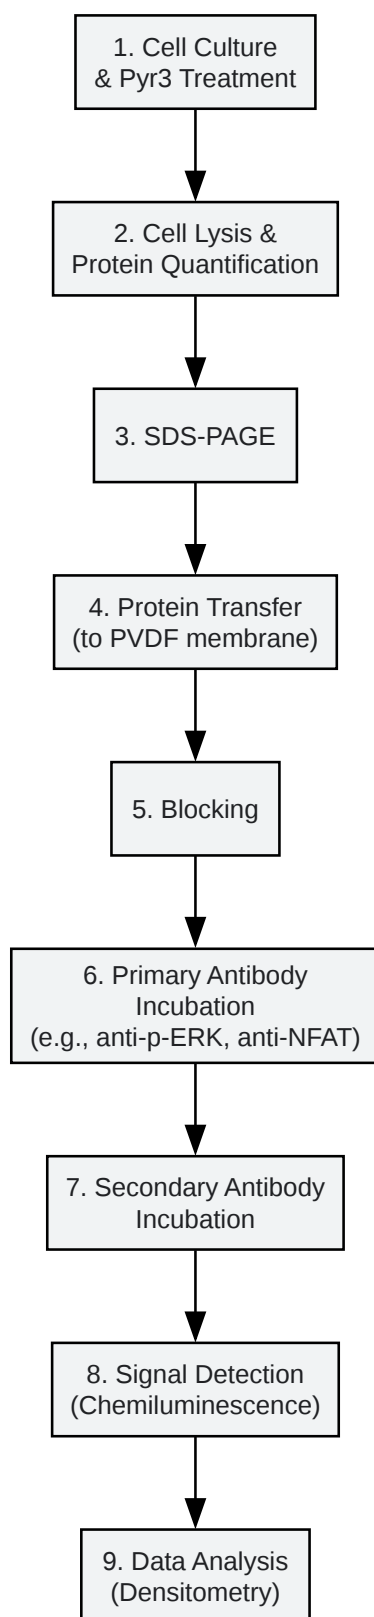 1. Cell Culture
& Pyr3 Treatment
2. Cell Lysis &
Protein Quantification
3. SDS-PAGE
4. Protein Transfer
(to PVDF membrane)
5. Blocking
6. Primary Antibody
Incubation
(e.g., anti-p-ERK, anti-NFAT)
7. Secondary Antibody
Incubation
8. Signal Detection
(Chemiluminescence)
9. Data Analysis
(Densitometry)